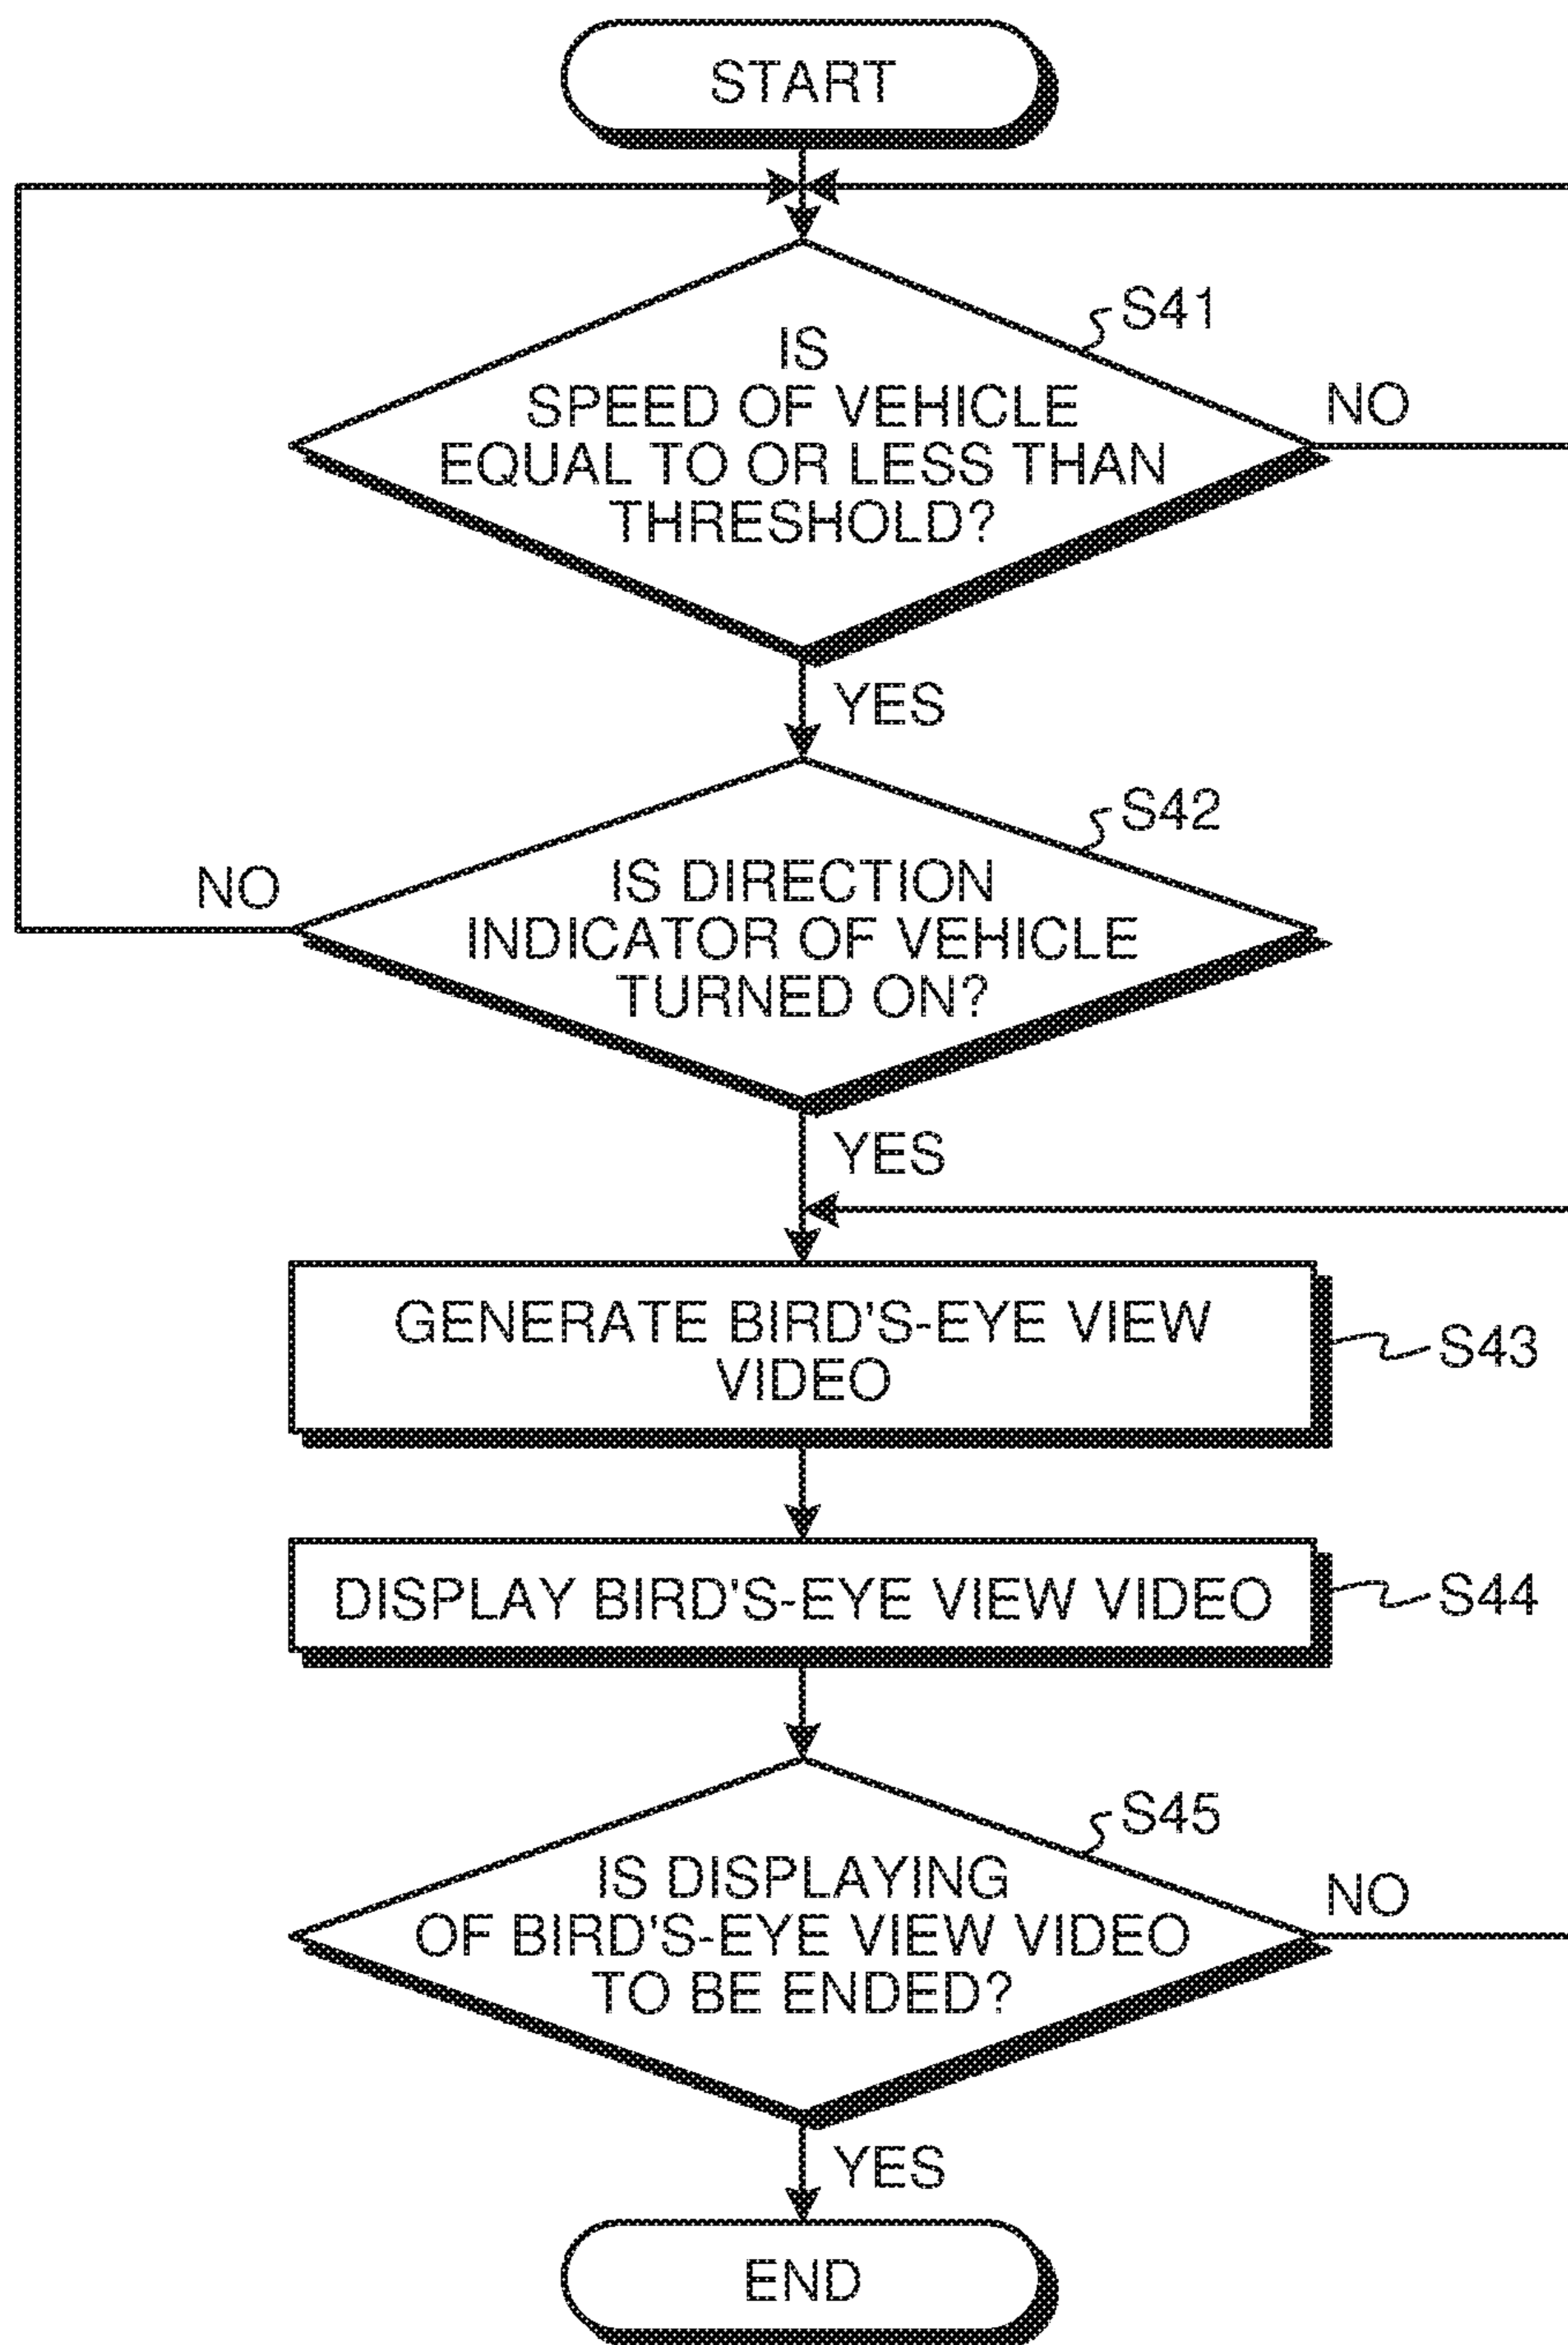 START
S41
IS
SPEED OF VEHICLE
EQUAL TO OR LESS THAN
THRESHOLD?
NO
YES
S42
IS DIRECTION
INDICATOR OF VEHICLE
TURNED ON?
NO
YES
GENERATE BIRD'S-EYE VIEW
VIDEO
S43
DISPLAY BIRD'S-EYE VIEW VIDEO
S44
S45
IS DISPLAYING
OF BIRD'S-EYE VIEW VIDEO
TO BE ENDED?
NO
YES
END